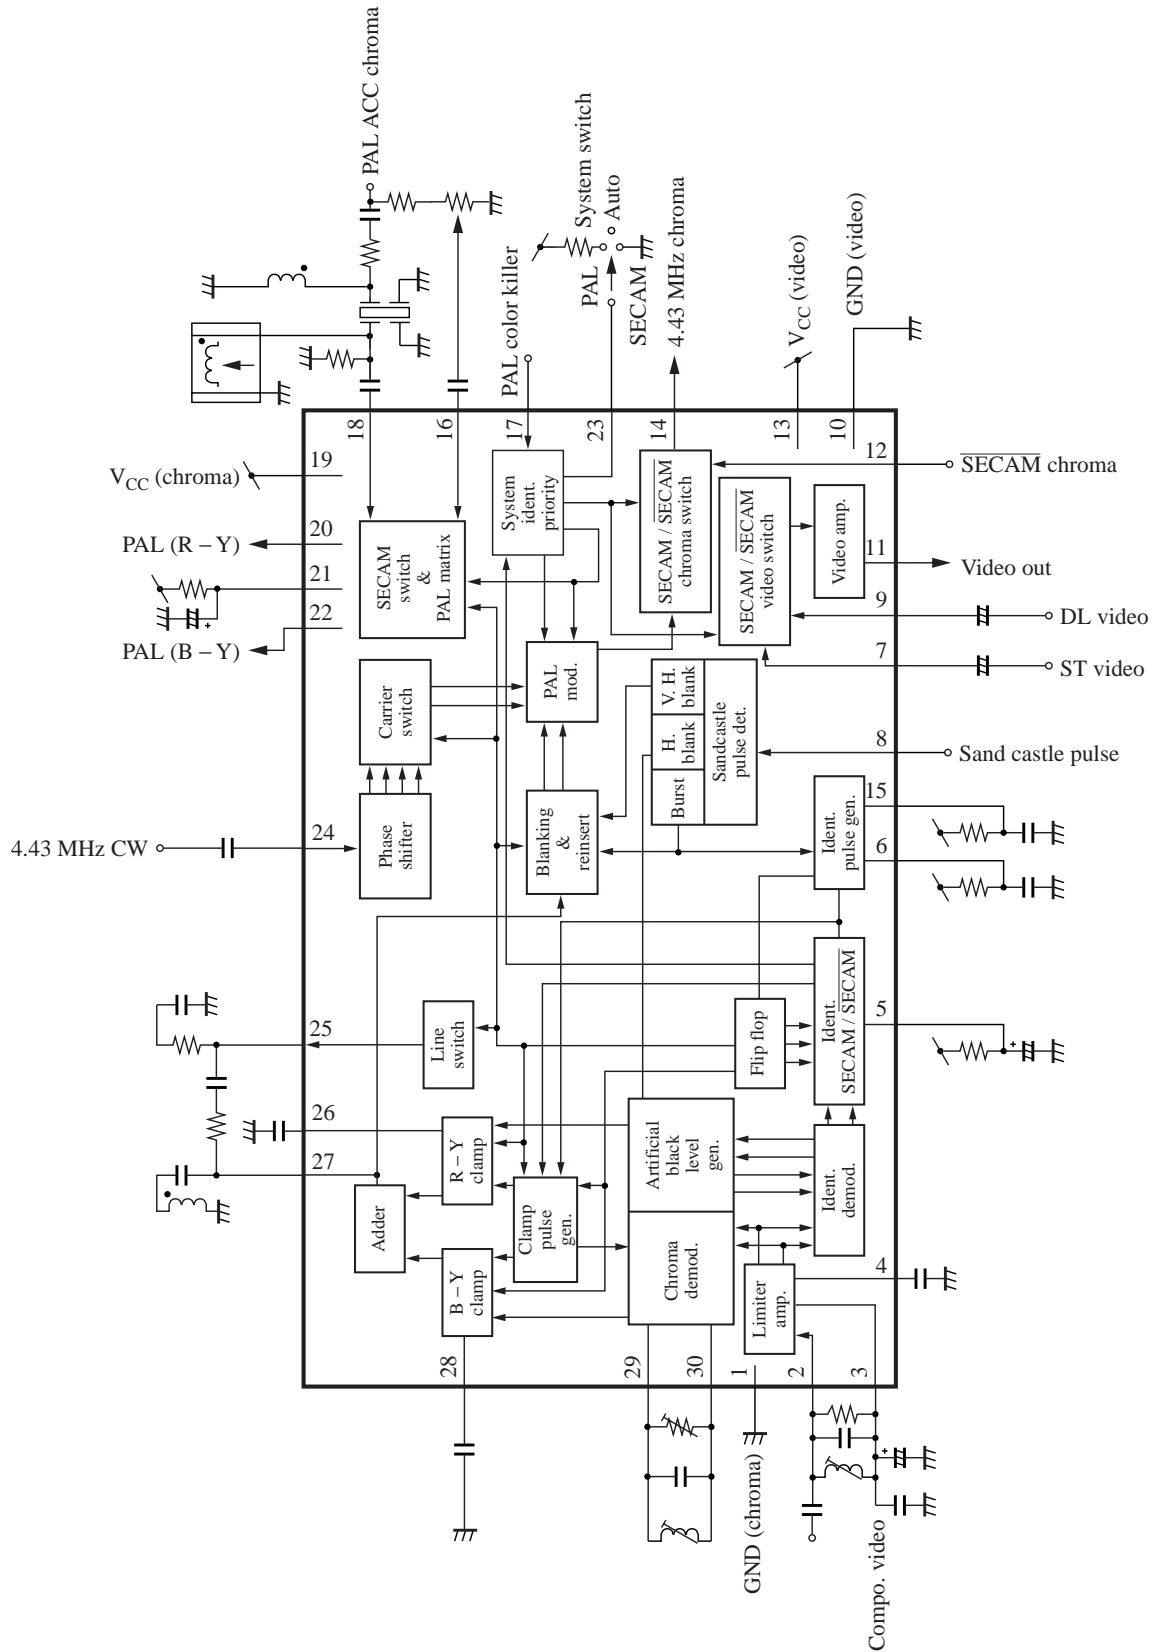 PAL ACC chroma
System switch
Auto
PAL
SECAM
PAL color killer
4.43 MHz chroma
VCC (video)
GND (video)
18
16
17
23
14
13
10
12
SECAM chroma
VCC (chroma)
19
PAL (R – Y)
20
21
22
PAL (B – Y)
SECAM
switch
&
PAL matrix
System
ident.
priority
SECAM / SECAM
chroma switch
SECAM / SECAM
video switch
Video amp.
11
Video out
9
DL video
7
ST video
Carrier
switch
PAL
mod.
V. H.
blank
H.
blank
Burst
Sandcastle
pulse det.
8
Sand castle pulse
4.43 MHz CW
24
Phase
shifter
Blanking
&
reinsert
Ident.
pulse gen.
15
6
25
Line
switch
Flip flop
Ident.
SECAM / SECAM
5
+
+
26
27
R – Y
clamp
Adder
B – Y
clamp
Clamp
pulse
gen.
Artificial
black
level
gen.
Chroma
demod.
Ident.
demod.
Limiter
amp.
4
28
29
30
1
2
3
+
GND (chroma)
Compo. video